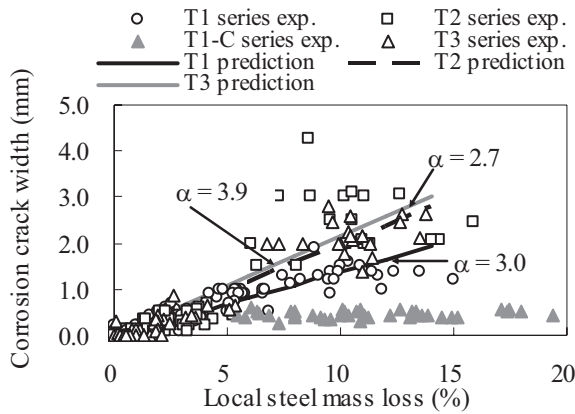 T1 series exp. T2 series exp.
T1-C series exp. T3 series exp.
T1 prediction T2 prediction
T3 prediction
Corrosion crack width (mm)
5.0
4.0
3.0
2.0
1.0
0.0
α = 3.9
α = 2.7
α = 3.0
0 5 10 15 20
Local steel mass loss (%)